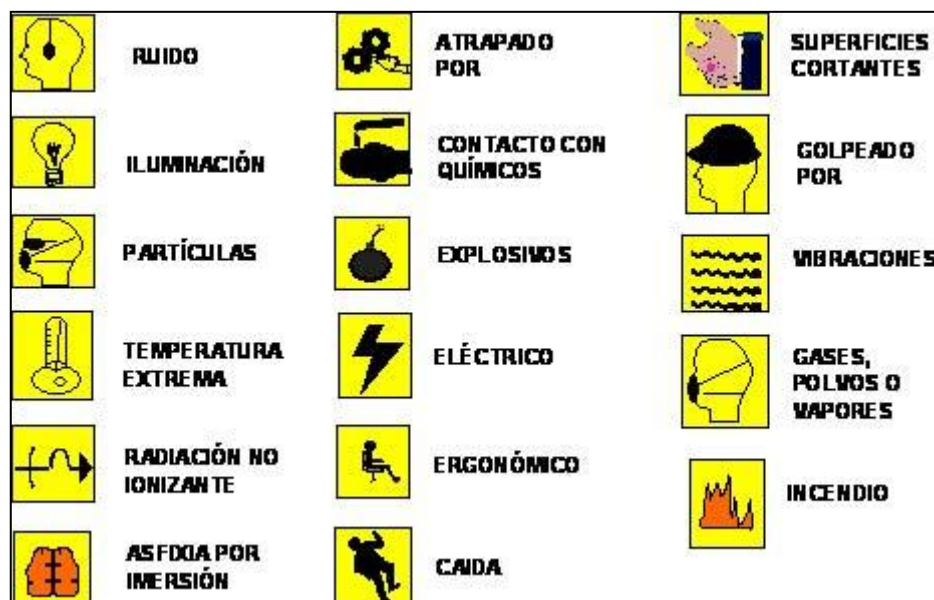 RUIDO
ILUMINACIÓN
PARTÍCULAS
TEMPERATURA
EXTREMA
RADIACIÓN NO
IONIZANTE
ASFIXIA POR
IMERSIÓN
ATRAPADO
POR
CONTACTO CON
QUÍMICOS
EXPLOSIVOS
ELÉCTRICO
ERGONÓMICO
CAIDA
SUPERFICIES
CORTANTES
GOLPEADO
POR
VIBRACIONES
GASES,
POLVOS O
VAPORES
INCENDIO